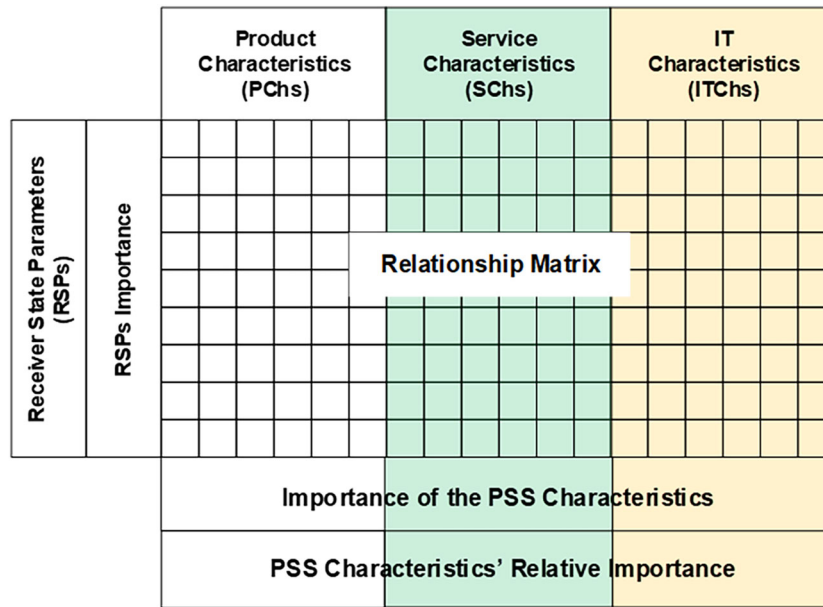 Product
Characteristics
(PChs)
Service
Characteristics
(SChs)
IT
Characteristics
(ITChs)
Receiver State Parameters
(RSPs)
RSPs Importance
Relationship Matrix
Importance of the PSS Characteristics
PSS Characteristics’ Relative Importance